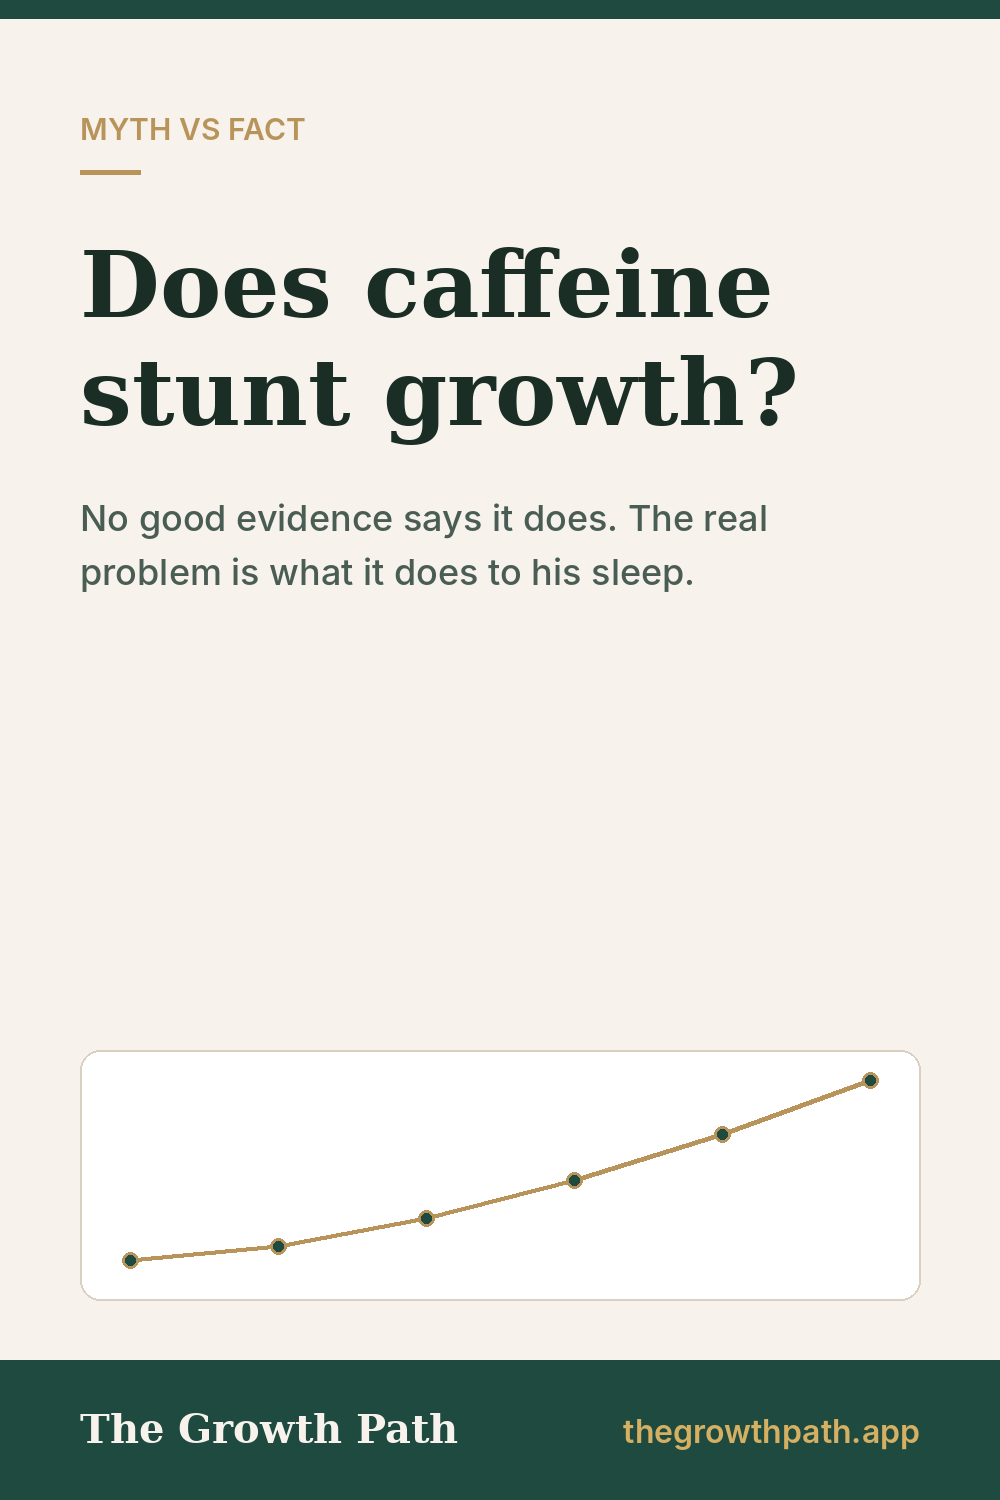 MYTH VS FACT
Does caffeine
stunt growth?
No good evidence says it does. The real
problem is what it does to his sleep.
The Growth Path
thegrowthpath.app